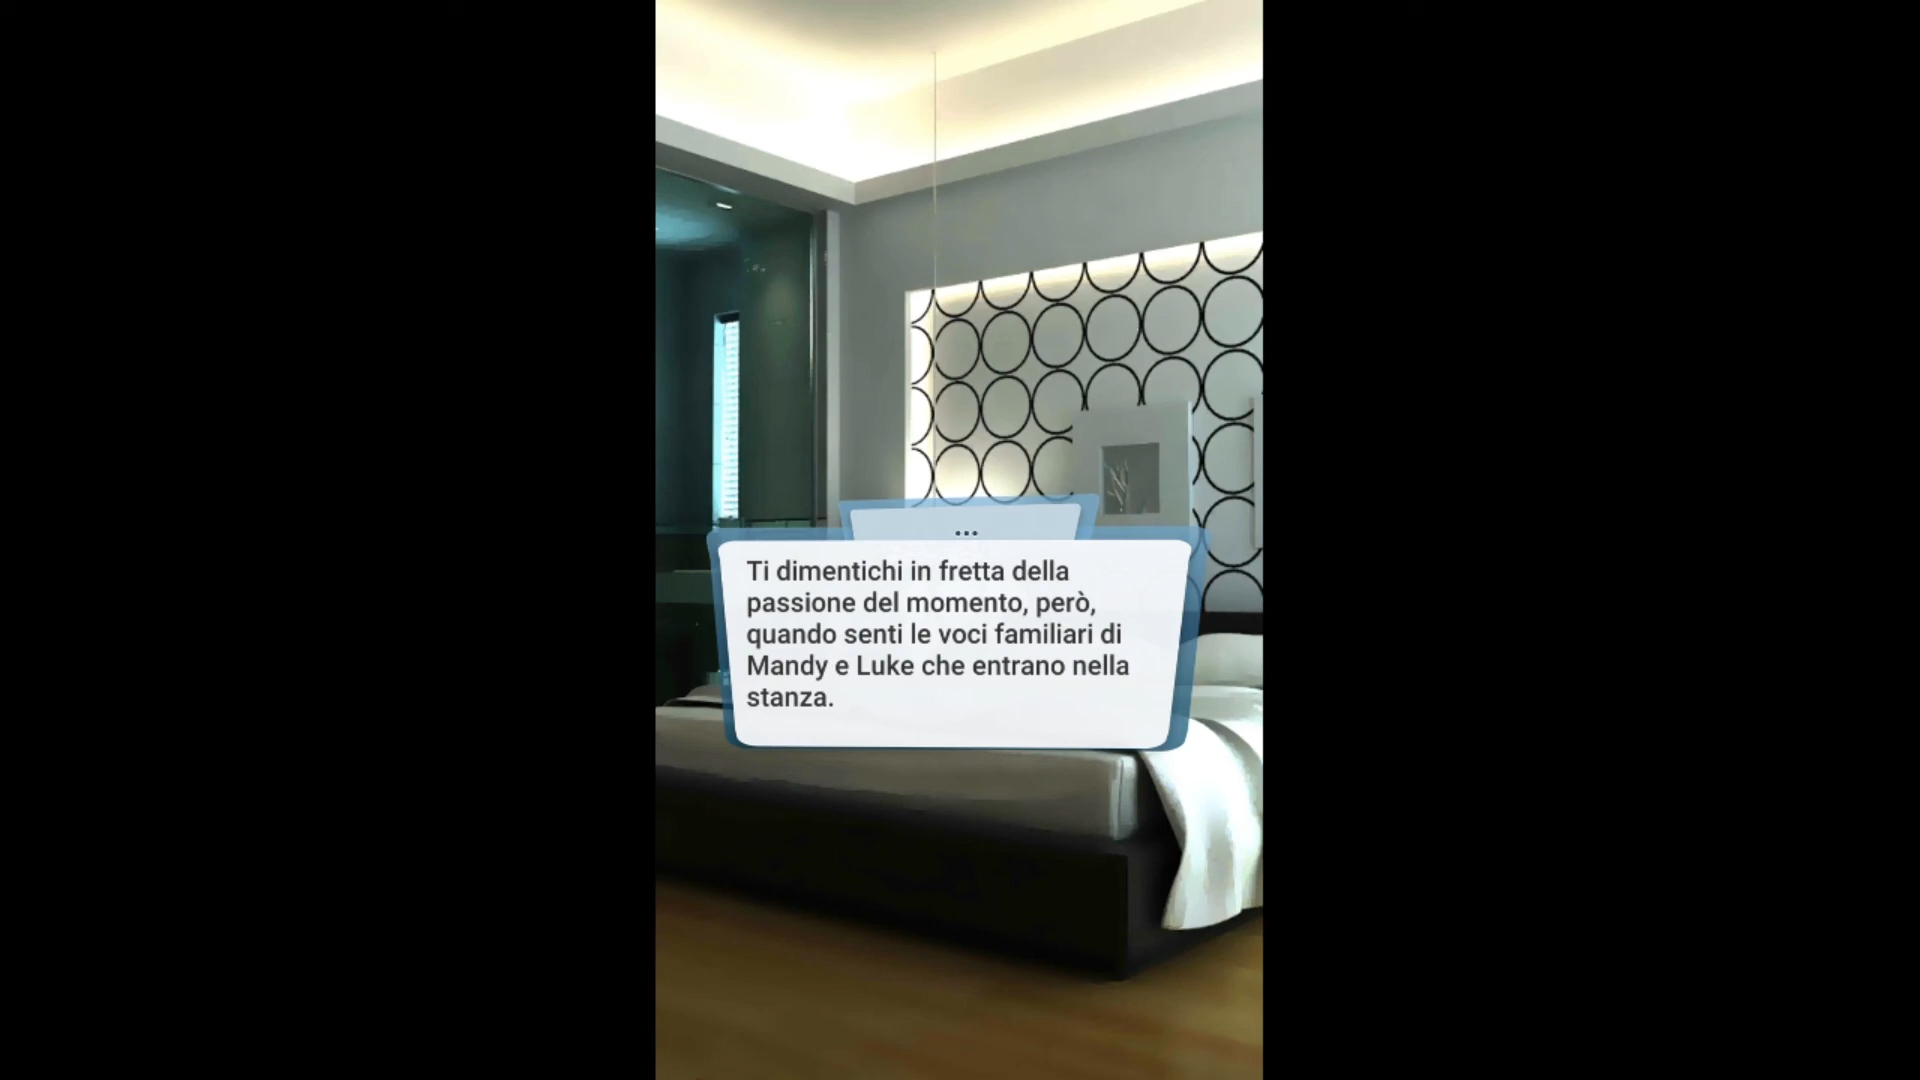 ...
Ti dimentichi in fretta della
passione del momento, però,
quando senti le voci familiari di
Mandy e Luke che entrano nella
stanza.